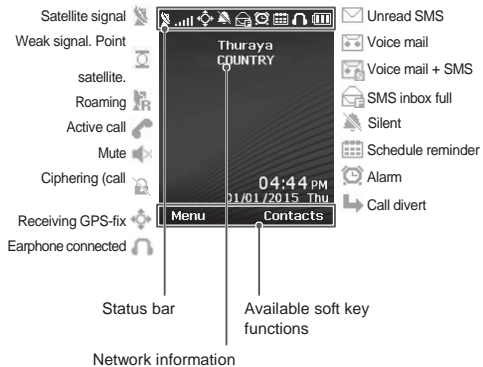 Satellite signal
Weak signal. Point
satellite.
Roaming
Active call
Mute
Ciphering (call
Receiving GPS-fix
Earphone connected
Thuraya
COUNTRY
04:44 PM
01/01/2015 Thu
Menu
Contacts
Unread SMS
Voice mail
Voice mail + SMS
SMS inbox full
Silent
Schedule reminder
Alarm
Call divert
Status bar
Available soft key
functions
Network information